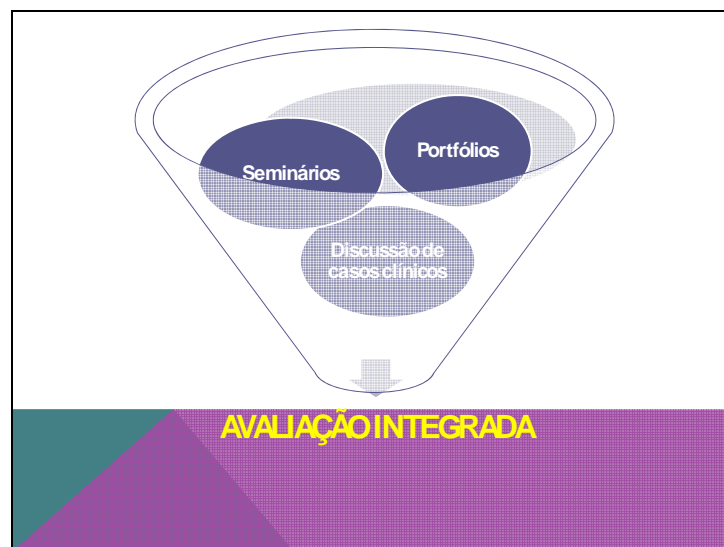 Portfólios
Seminários
Discussão de
casos clínicos
AVALIAÇÃO INTEGRADA